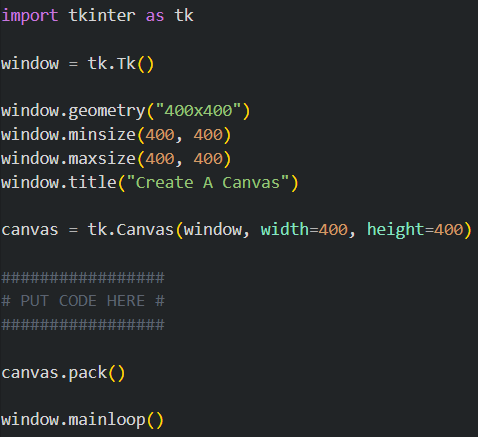 import tkinter as tk
window = tk.Tk()
window.geometry("400x400")
window.minsize(400, 400)
window.maxsize(400, 400)
window.title("Create A Canvas")
canvas = tk.Canvas(window, width=400, height=400)
#################
# PUT CODE HERE #
#################
canvas.pack()
window.mainloop()